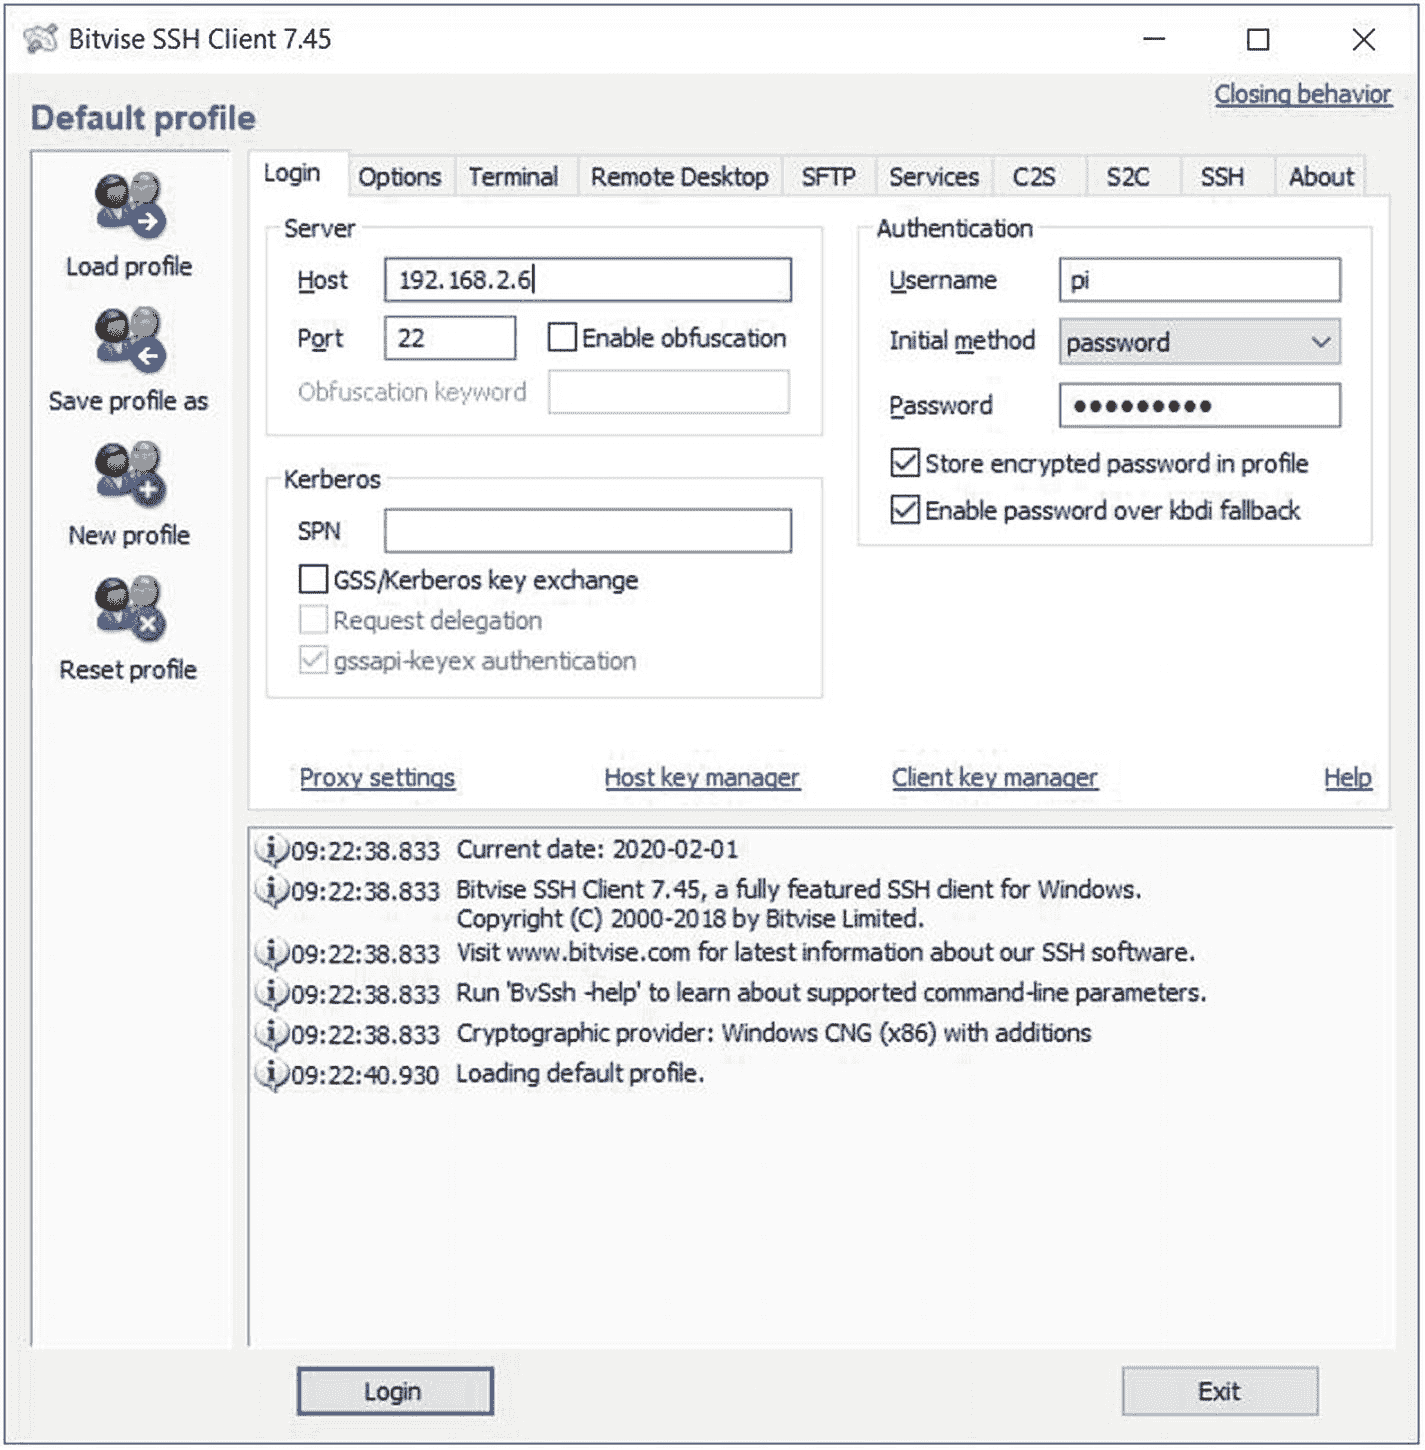 Bitvise SSH Client 7.45
Closing behavior
Default profile
Load profile
Save profile as
New profile
Reset profile
Login Options Terminal Remote Desktop SFTP Services C2S S2C SSH About
Server
Host 192.168.2.6
Port 22 Enable obfuscation
Obfuscation keyword
Kerberos
SPN
GSS/Kerberos key exchange
Request delegation
gssapi-keyex authentication
Authentication
Username pi
Initial method password
Password ●●●●●●●●●
Store encrypted password in profile
Enable password over kbdi fallback
Proxy settings Host key manager Client key manager Help
09:22:38.833 Current date: 2020-02-01
09:22:38.833 Bitvise SSH Client 7.45, a fully featured SSH client for Windows.
Copyright (C) 2000-2018 by Bitvise Limited.
09:22:38.833 Visit www.bitvise.com for latest information about our SSH software.
09:22:38.833 Run 'BvSsh -help' to learn about supported command-line parameters.
09:22:38.833 Cryptographic provider: Windows CNG (x86) with additions
09:22:40.930 Loading default profile.
Login Exit